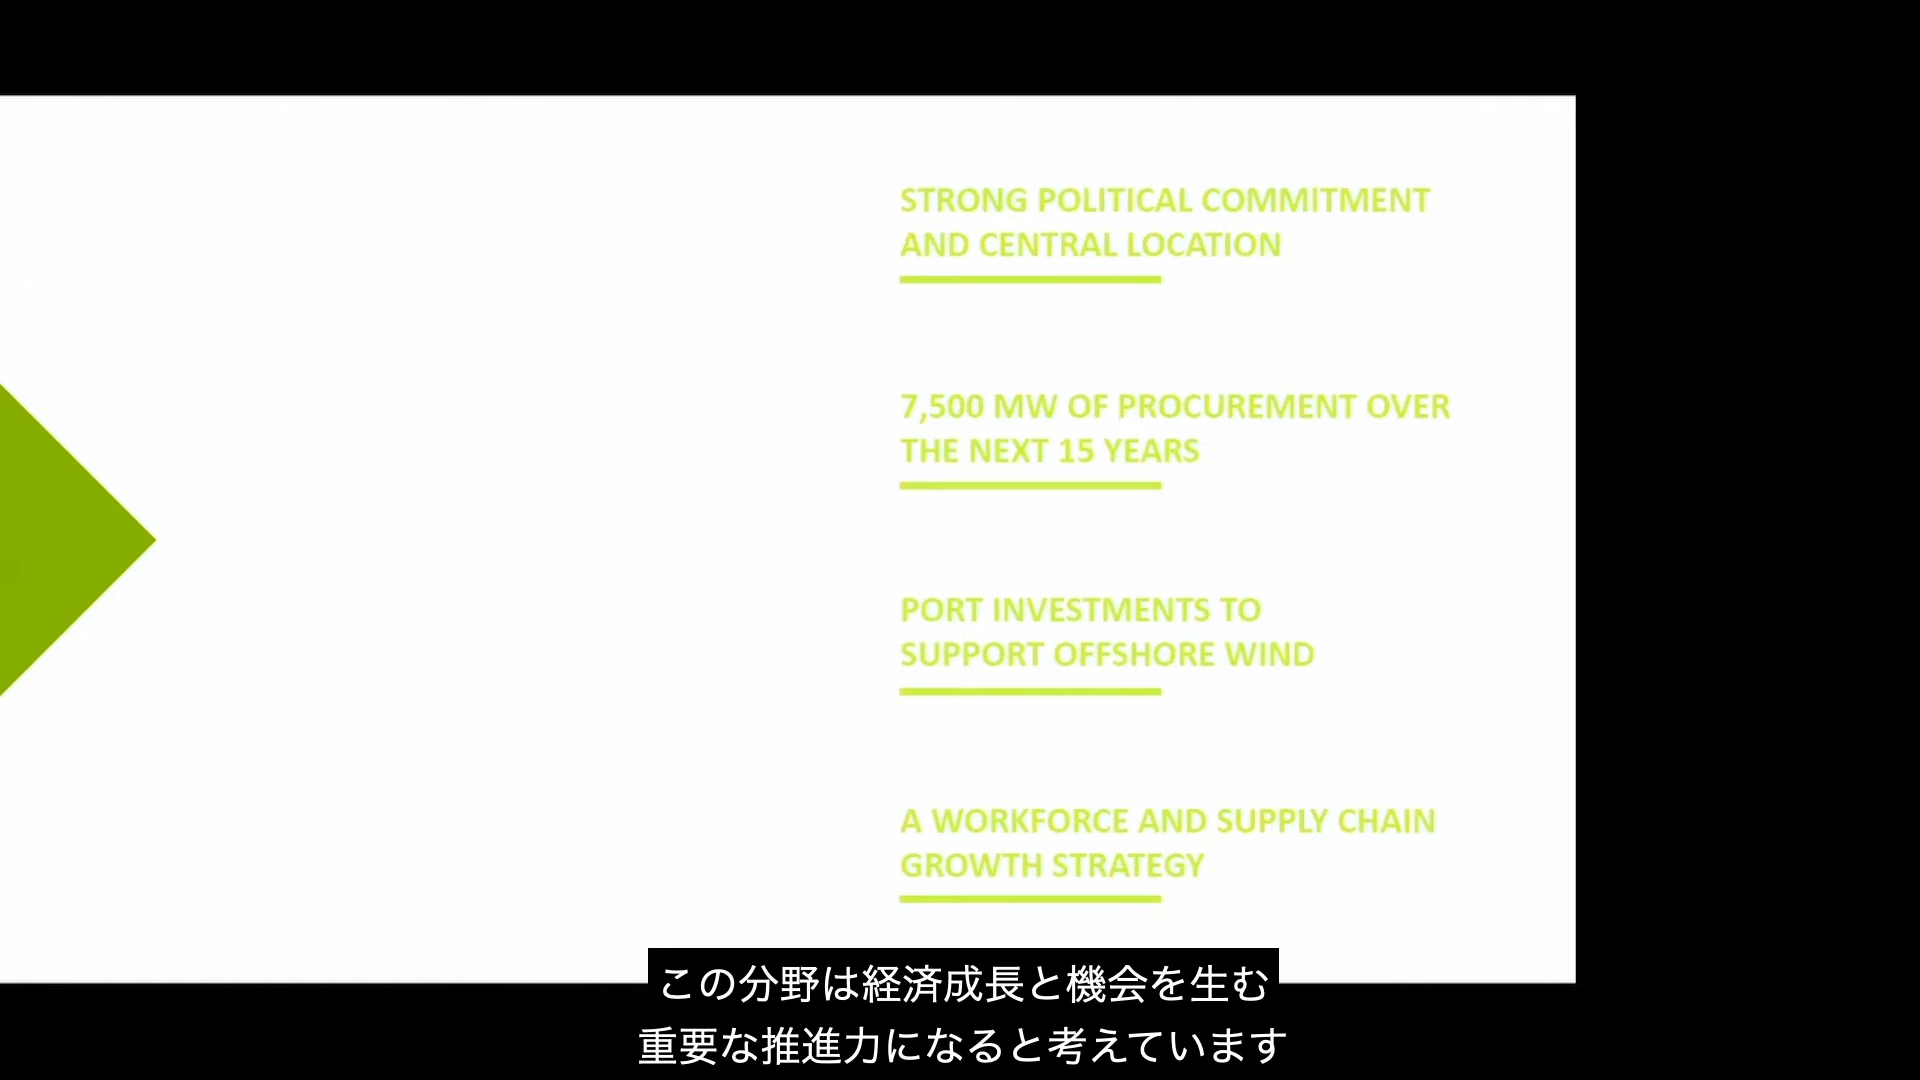 STRONG POLITICAL COMMITMENT
AND CENTRAL LOCATION
7,500 MW OF PROCUREMENT OVER
THE NEXT 15 YEARS
PORT INVESTMENTS TO
SUPPORT OFFSHORE WIND
A WORKFORCE AND SUPPLY CHAIN
GROWTH STRATEGY
この分野は経済成長と機会を生む
重要な推進力になると考えています